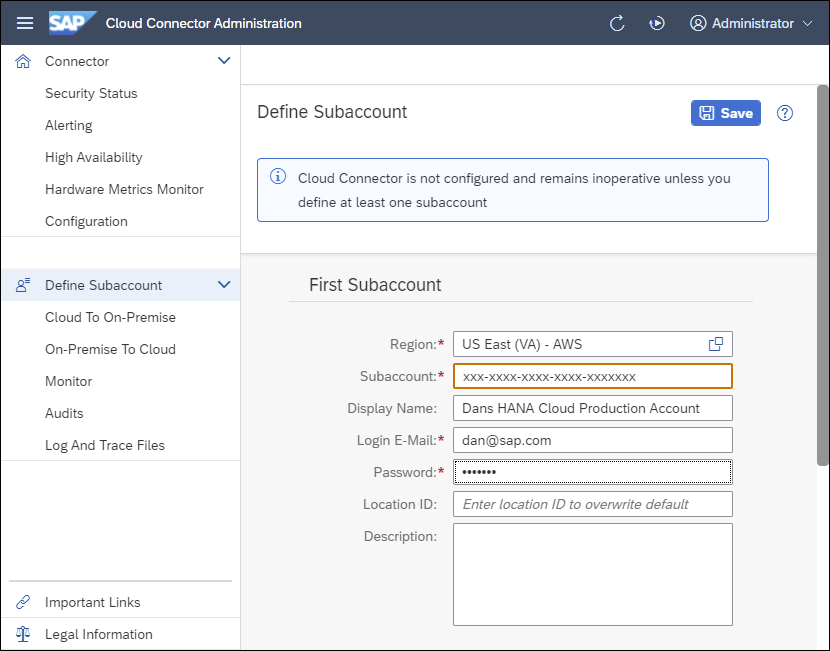 SAP Cloud Connector Administration
Administrator
Connector
Security Status
Alerting
High Availability
Hardware Metrics Monitor
Configuration
Define Subaccount
Cloud To On-Premise
On-Premise To Cloud
Monitor
Audits
Log And Trace Files
Important Links
Legal Information
Define Subaccount
Save
Cloud Connector is not configured and remains inoperative unless you
define at least one subaccount
First Subaccount
Region:* US East (VA) - AWS
Subaccount:* xxx-xxxx-xxxx-xxxx-xxxxxxx
Display Name: Dans HANA Cloud Production Account
Login E-Mail:* dan@sap.com
Password:* •••••••
Location ID: Enter location ID to overwrite default
Description: